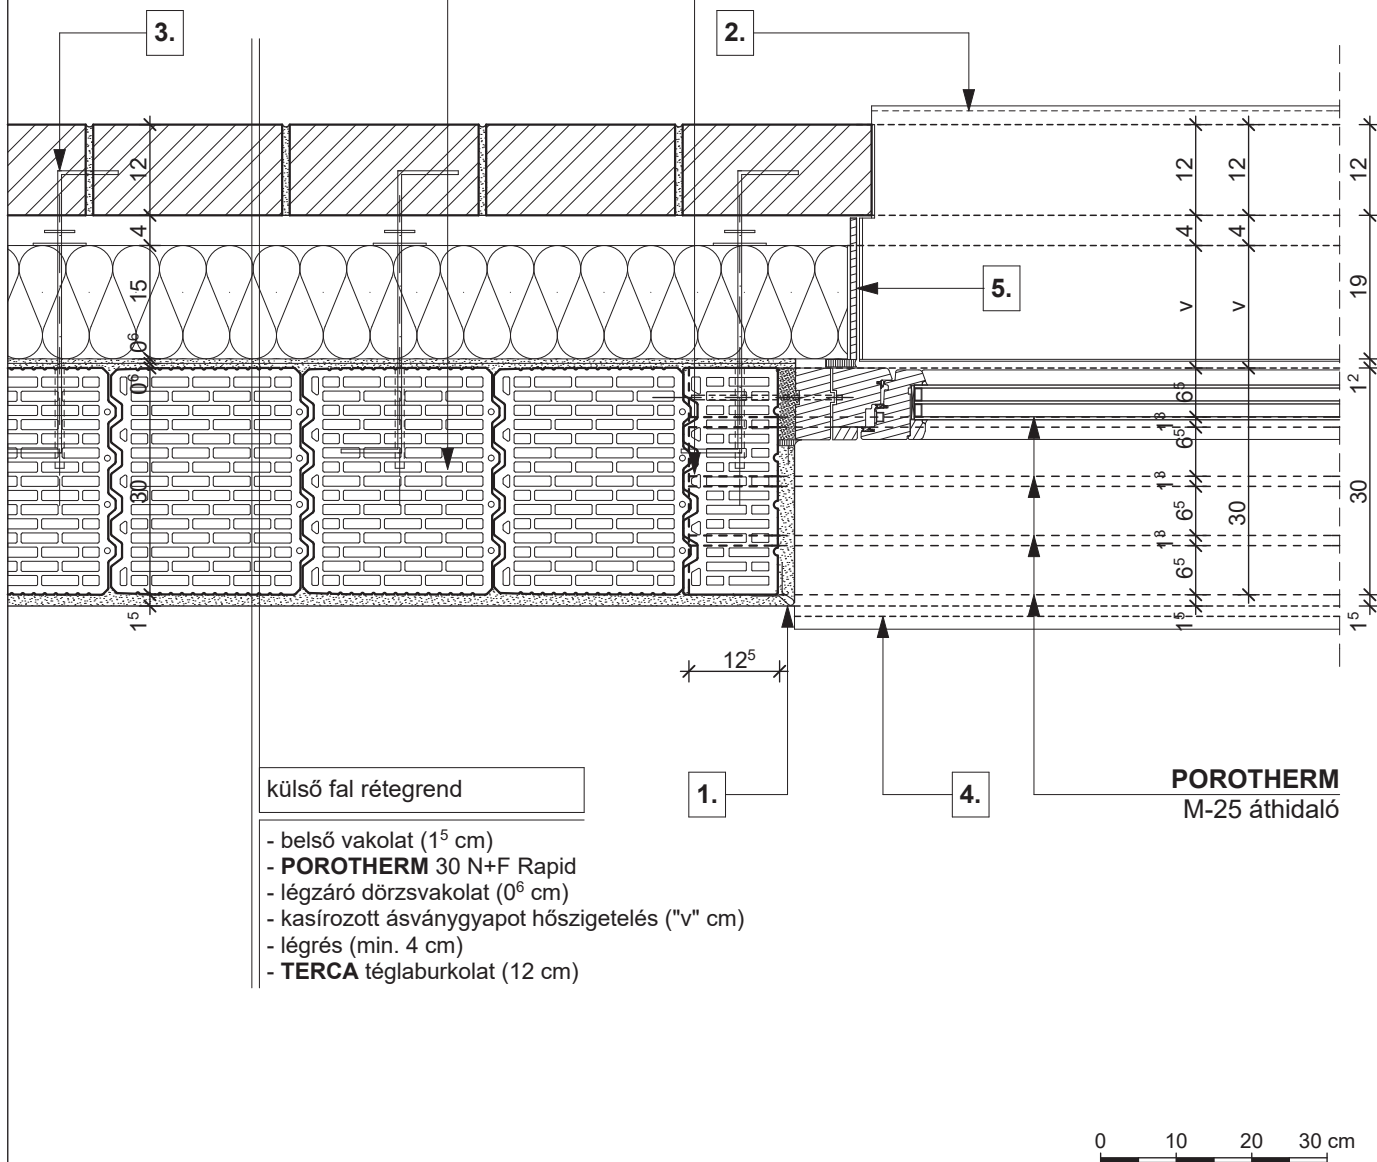 3.
2.
12
4
15
0⁶
0⁶
30
1⁵
12
4
v
6⁵
1⁸
6⁵
1⁸
6⁵
1⁸
6⁵
1⁵
12
4
v
30
12
19
1²
30
1⁵
5.
12⁵
1.
4.
POROTHERM
M-25 áthidaló
külső fal rétegrend
- belső vakolat (1⁵ cm)
- POROTHERM 30 N+F Rapid
- légzáró dörzsvakolat (0⁶ cm)
- kasírozott ásványgyapot hőszigetelés ("v" cm)
- légrés (min. 4 cm)
- TERCA téglaburkolat (12 cm)
0 10 20 30 cm